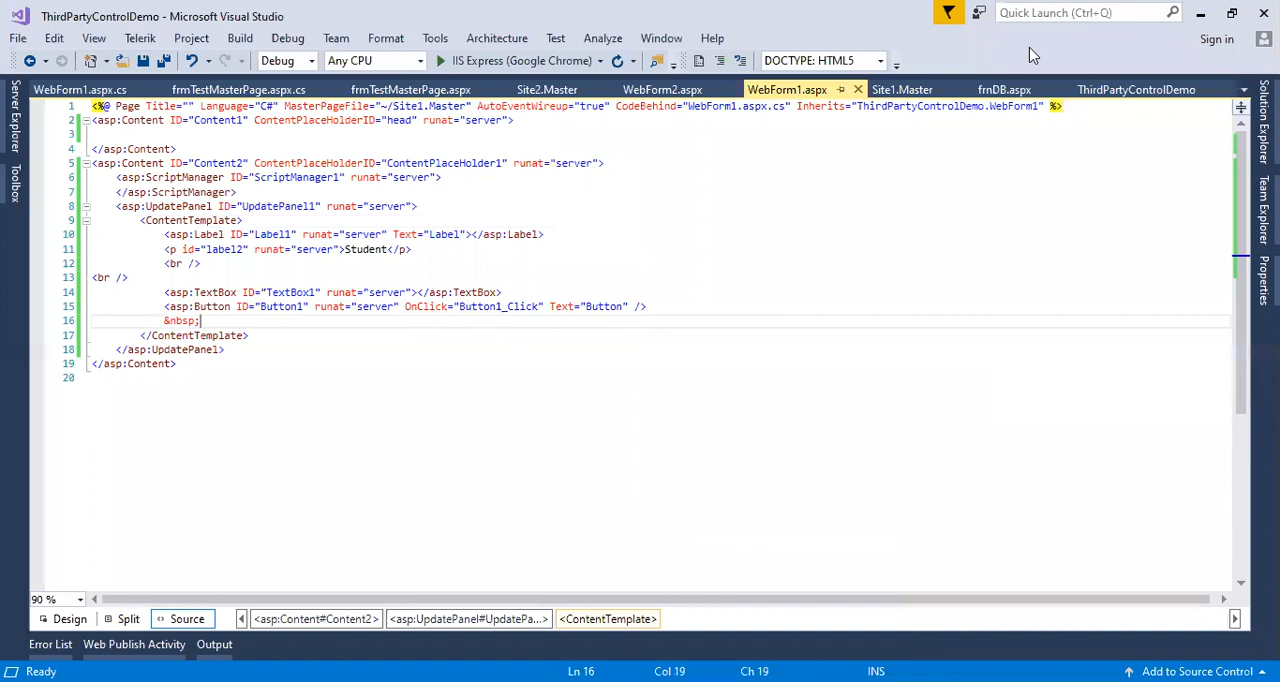 ThirdPartyControlDemo - Microsoft Visual Studio
Quick Launch (Ctrl+Q)
File Edit View Telerik Project Build Debug Team Format Tools Architecture Test Analyze Window Help
Sign in
Debug Any CPU IIS Express (Google Chrome) DOCTYPE: HTML5
WebForm1.aspx.cs frmTestMasterPage.aspx.cs frmTestMasterPage.aspx Site2.Master WebForm2.aspx WebForm1.aspx Site1.Master frnDB.aspx ThirdPartyControlDemo
Server Explorer
Toolbox
1 <%@ Page Title="" Language="C#" MasterPageFile="~/Site1.Master" AutoEventWireup="true" CodeBehind="WebForm1.aspx.cs" Inherits="ThirdPartyControlDemo.WebForm1" %>
2 <asp:Content ID="Content1" ContentPlaceHolderID="head" runat="server">
3
4 </asp:Content>
5 <asp:Content ID="Content2" ContentPlaceHolderID="ContentPlaceHolder1" runat="server">
6 <asp:ScriptManager ID="ScriptManager1" runat="server">
7 </asp:ScriptManager>
8 <asp:UpdatePanel ID="UpdatePanel1" runat="server">
9 <ContentTemplate>
10 <asp:Label ID="Label1" runat="server" Text="Label"></asp:Label>
11 <p id="label2" runat="server">Student</p>
12 <br />
13 <br />
14 <asp:TextBox ID="TextBox1" runat="server"></asp:TextBox>
15 <asp:Button ID="Button1" runat="server" OnClick="Button1_Click" Text="Button" />
16 &nbsp;
17 </ContentTemplate>
18 </asp:UpdatePanel>
19 </asp:Content>
20
Solution Explorer
Team Explorer
Properties
90 %
Design Split Source <asp:Content#Content2> <asp:UpdatePanel#UpdatePa...> <ContentTemplate>
Error List Web Publish Activity Output
Ready Ln 16 Col 19 Ch 19 INS Add to Source Control